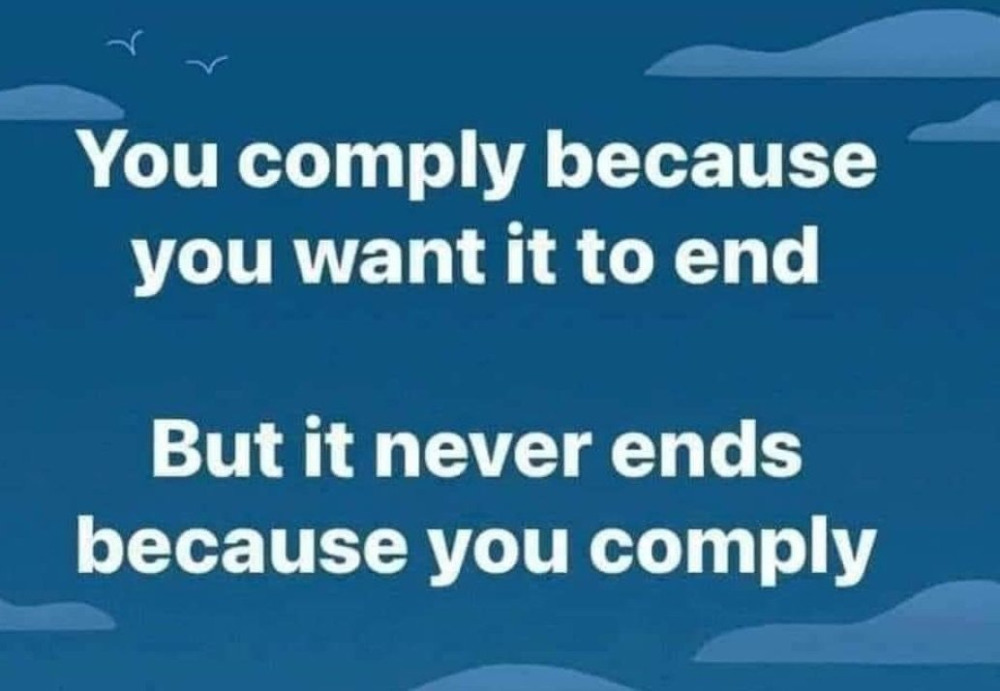 You comply because
you want it to end
But it never ends
because you comply